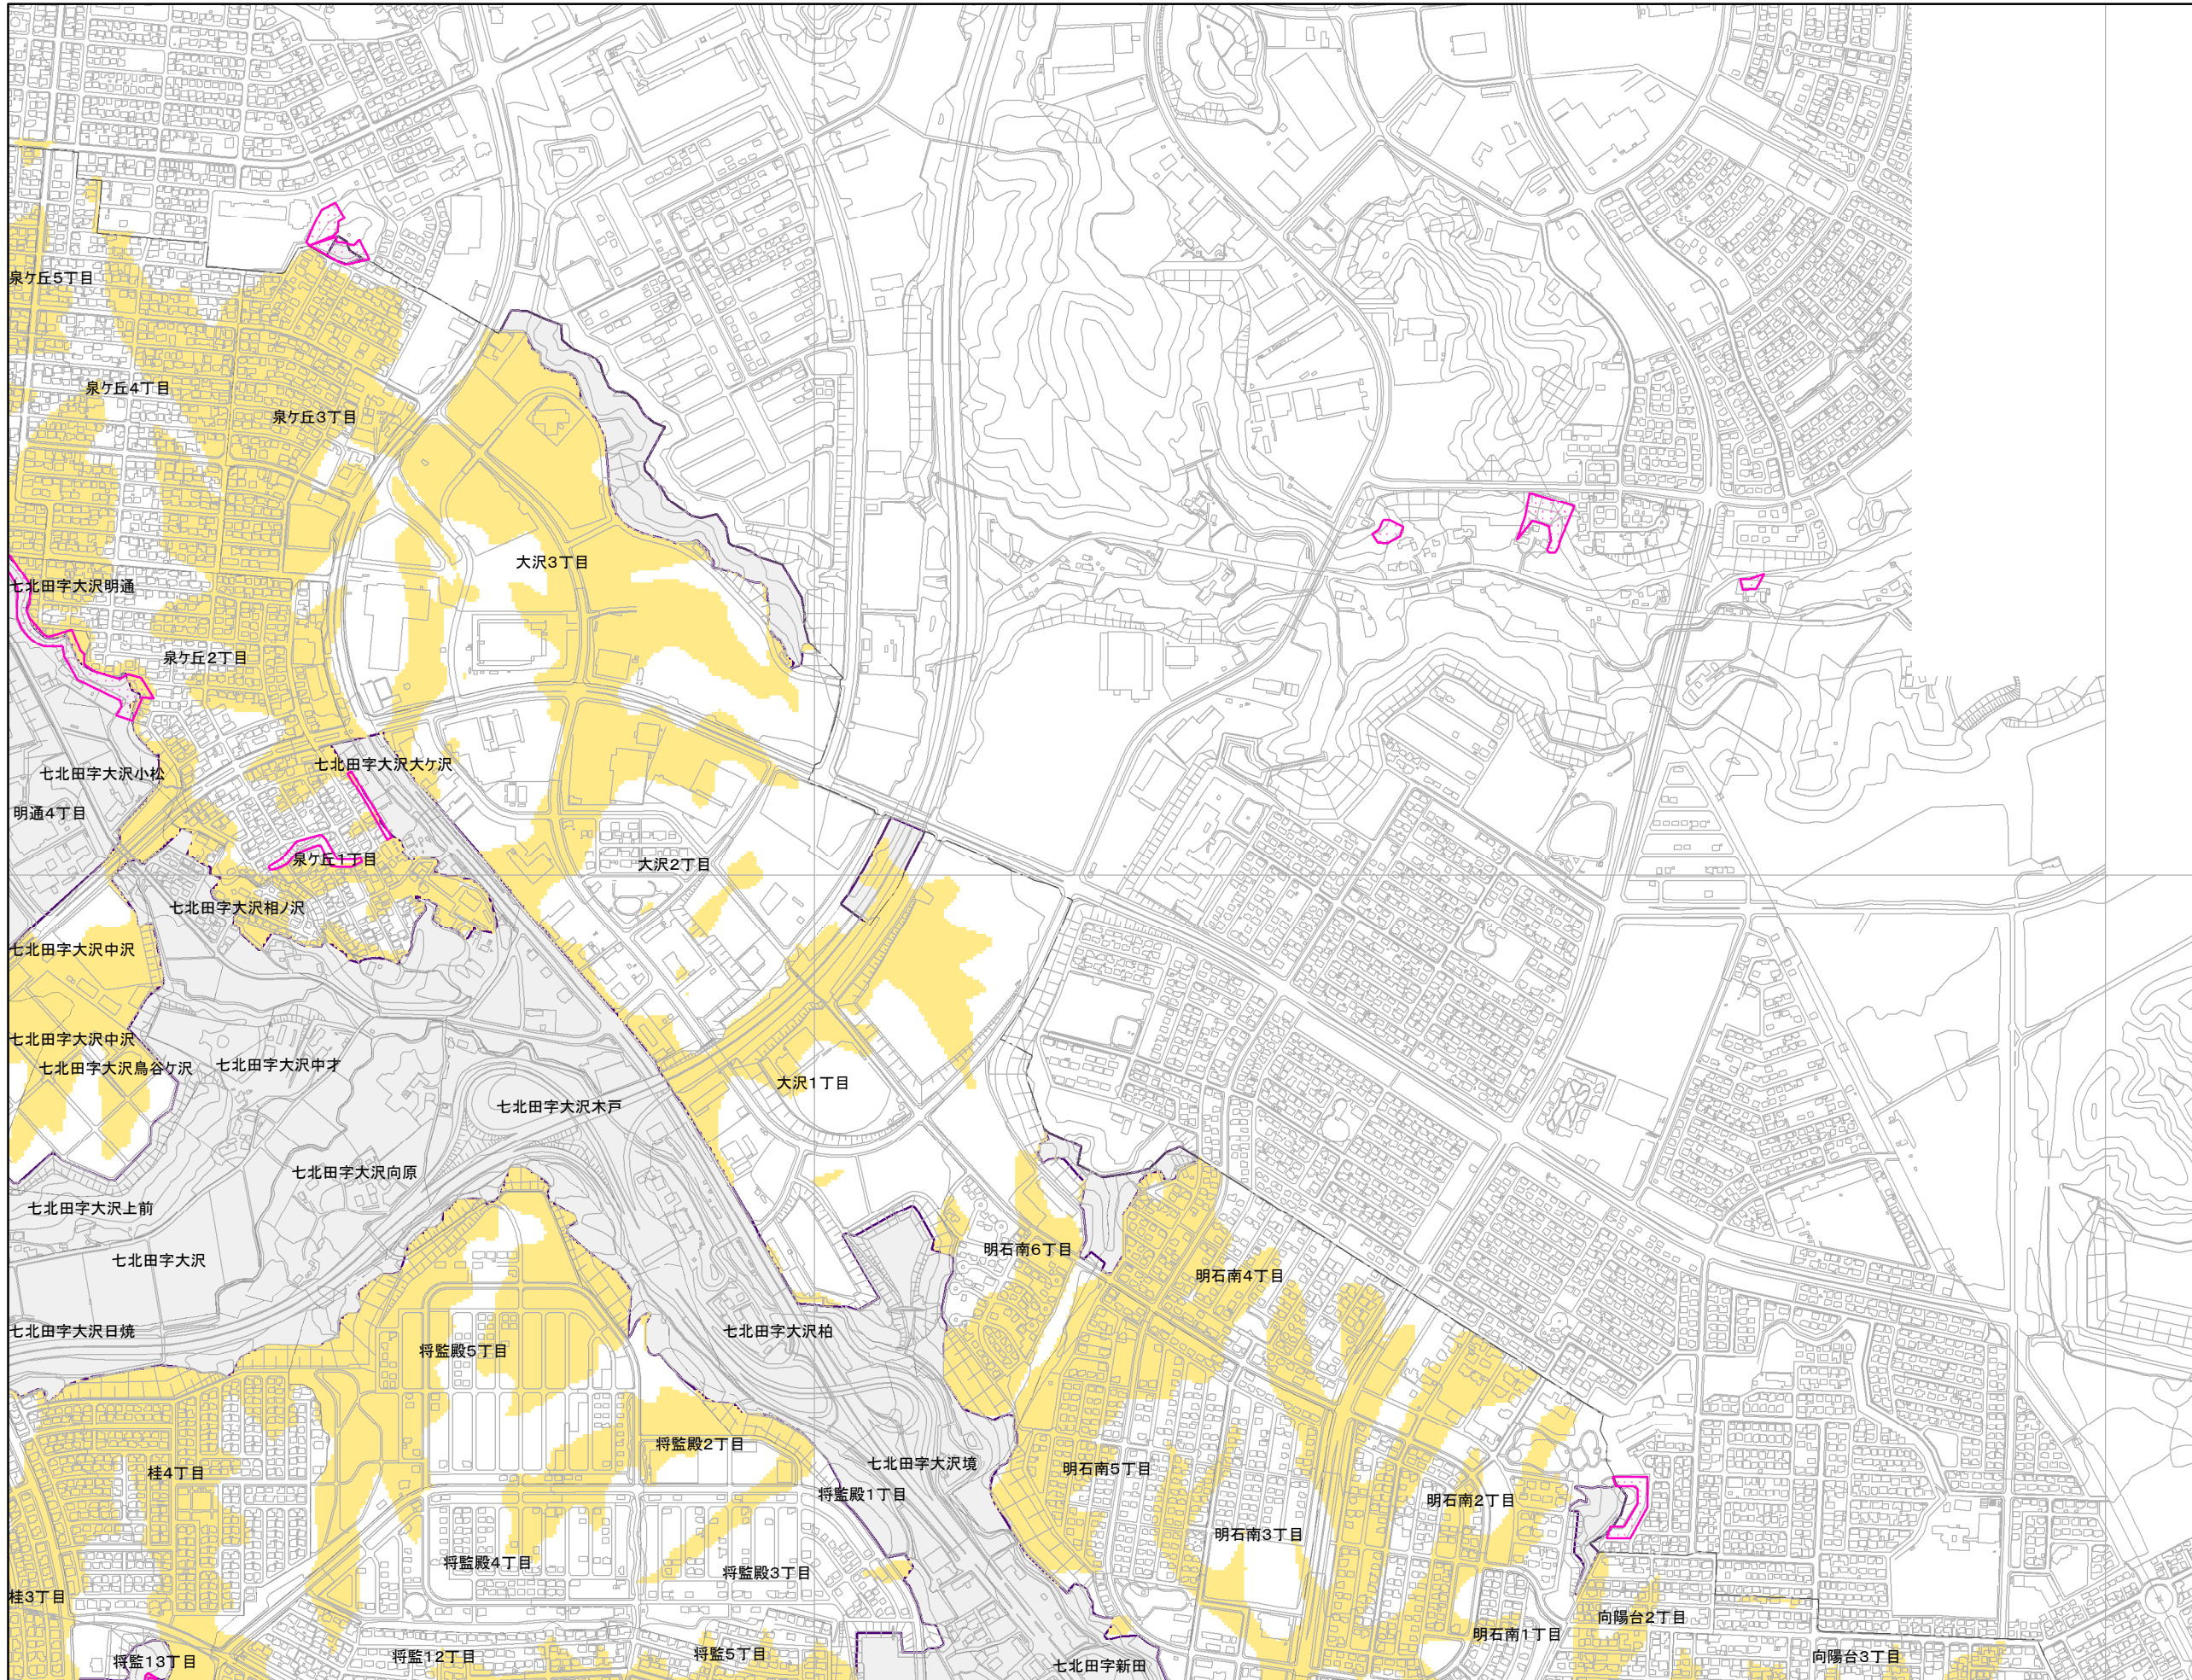 泉ケ丘5丁目
泉ケ丘4丁目
泉ケ丘3丁目
大沢3丁目
七北田字大沢明通
泉ケ丘2丁目
七北田字大沢大ケ沢
七北田字大沢小松
明通4丁目
泉ケ丘1丁目
大沢2丁目
七北田字大沢相ノ沢
七北田字大沢中沢
七北田字大沢中沢
七北田字大沢鳥谷ケ沢
七北田字大沢中才
大沢1丁目
七北田字大沢木戸
七北田字大沢向原
七北田字大沢上前
七北田字大沢
明石南6丁目
明石南4丁目
七北田字大沢日焼
七北田字大沢柏
将監殿5丁目
将監殿2丁目
七北田字大沢境
明石南5丁目
桂4丁目
将監殿1丁目
明石南2丁目
明石南3丁目
将監殿4丁目
将監殿3丁目
桂3丁目
向陽台2丁目
明石南1丁目
将監13丁目
将監12丁目
将監5丁目
七北田字新田
向陽台3丁目